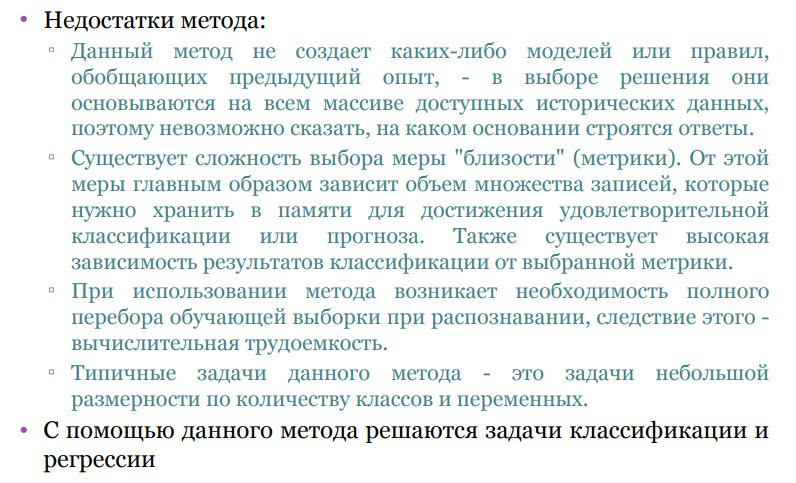 • Недостатки метода:
▫ Данный метод не создает каких-либо моделей или правил,
обобщающих предыдущий опыт, - в выборе решения они
основываются на всем массиве доступных исторических данных,
поэтому невозможно сказать, на каком основании строятся ответы.
▫ Существует сложность выбора меры "близости" (метрики). От этой
меры главным образом зависит объем множества записей, которые
нужно хранить в памяти для достижения удовлетворительной
классификации или прогноза. Также существует высокая
зависимость результатов классификации от выбранной метрики.
▫ При использовании метода возникает необходимость полного
перебора обучающей выборки при распознавании, следствие этого -
вычислительная трудоемкость.
▫ Типичные задачи данного метода - это задачи небольшой
размерности по количеству классов и переменных.
• С помощью данного метода решаются задачи классификации и
регрессии